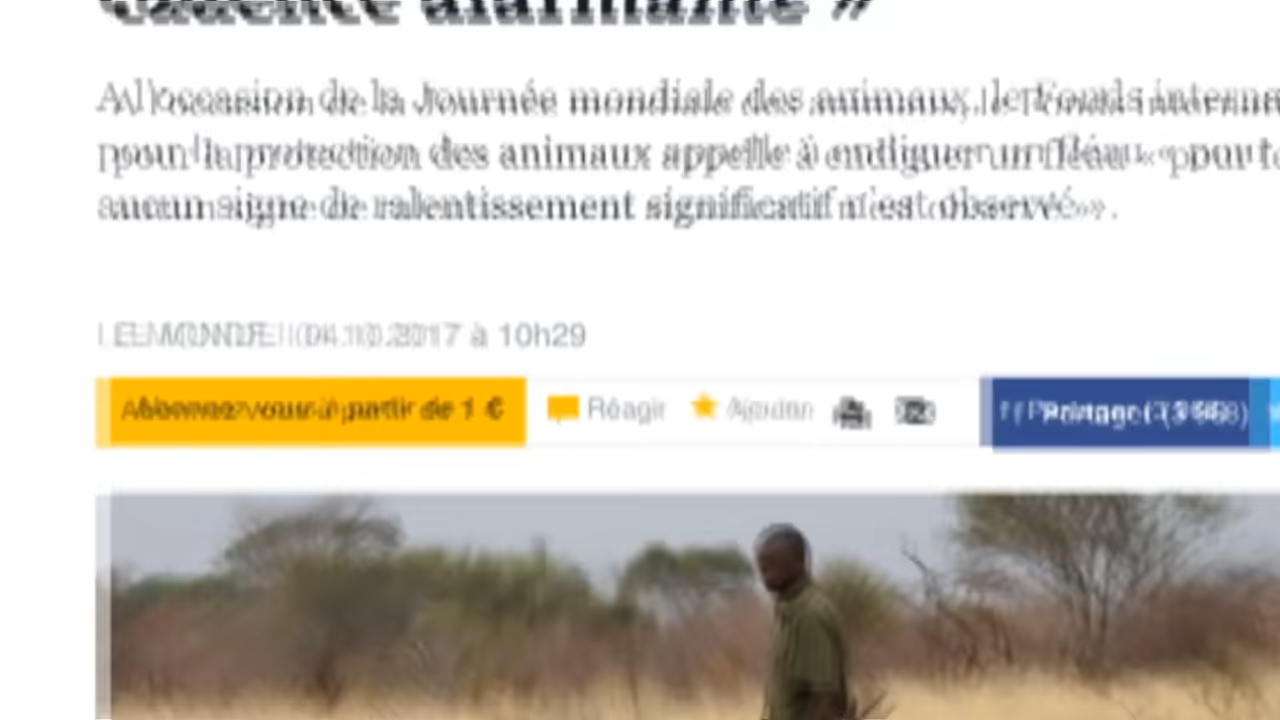 cadence alarmante »
A l'occasion de la Journée mondiale des animaux, le Fonds
pour la protection des animaux appelle à endiguer un fléau «pour
aucun signe de ralentissement significatif n'est observé».
LE MONDE | 04.10.2017 à 10h29
Abonnez vous à partir de 1 € Réagir Ajouter
Partager